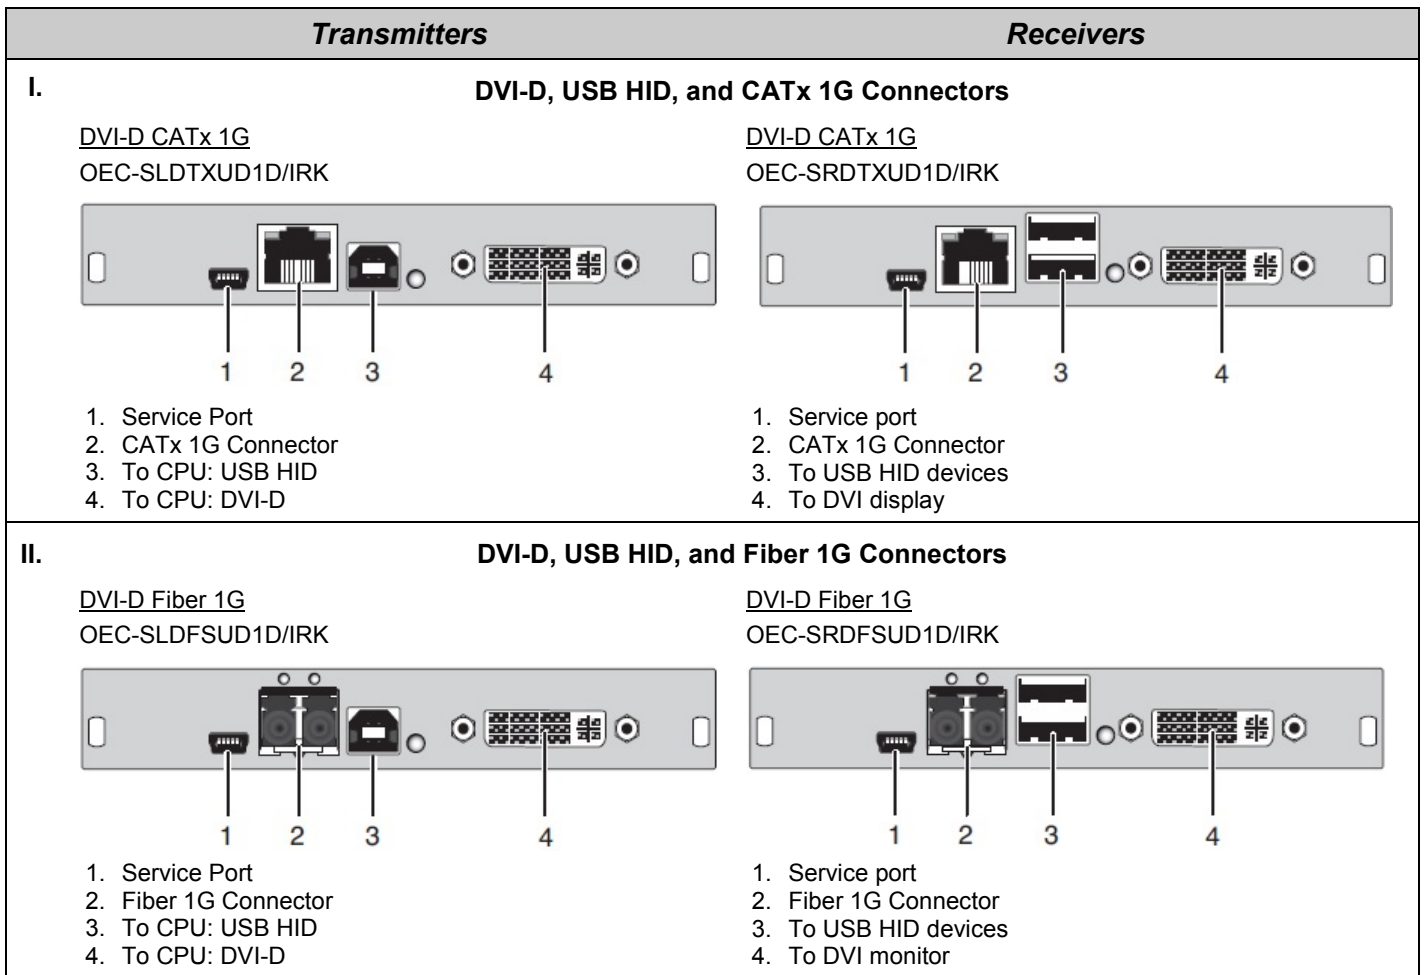 Transmitters Receivers
I. DVI-D, USB HID, and CATx 1G Connectors
DVI-D CATx 1G
OEC-SLDTXUD1D/IRK
1 2 3 4
1. Service Port
2. CATx 1G Connector
3. To CPU: USB HID
4. To CPU: DVI-D
DVI-D CATx 1G
OEC-SRDTXUD1D/IRK
1 2 3 4
1. Service port
2. CATx 1G Connector
3. To USB HID devices
4. To DVI display
II. DVI-D, USB HID, and Fiber 1G Connectors
DVI-D Fiber 1G
OEC-SLDFSUD1D/IRK
1 2 3 4
1. Service Port
2. Fiber 1G Connector
3. To CPU: USB HID
4. To CPU: DVI-D
DVI-D Fiber 1G
OEC-SRDFSUD1D/IRK
1 2 3 4
1. Service port
2. Fiber 1G Connector
3. To USB HID devices
4. To DVI monitor